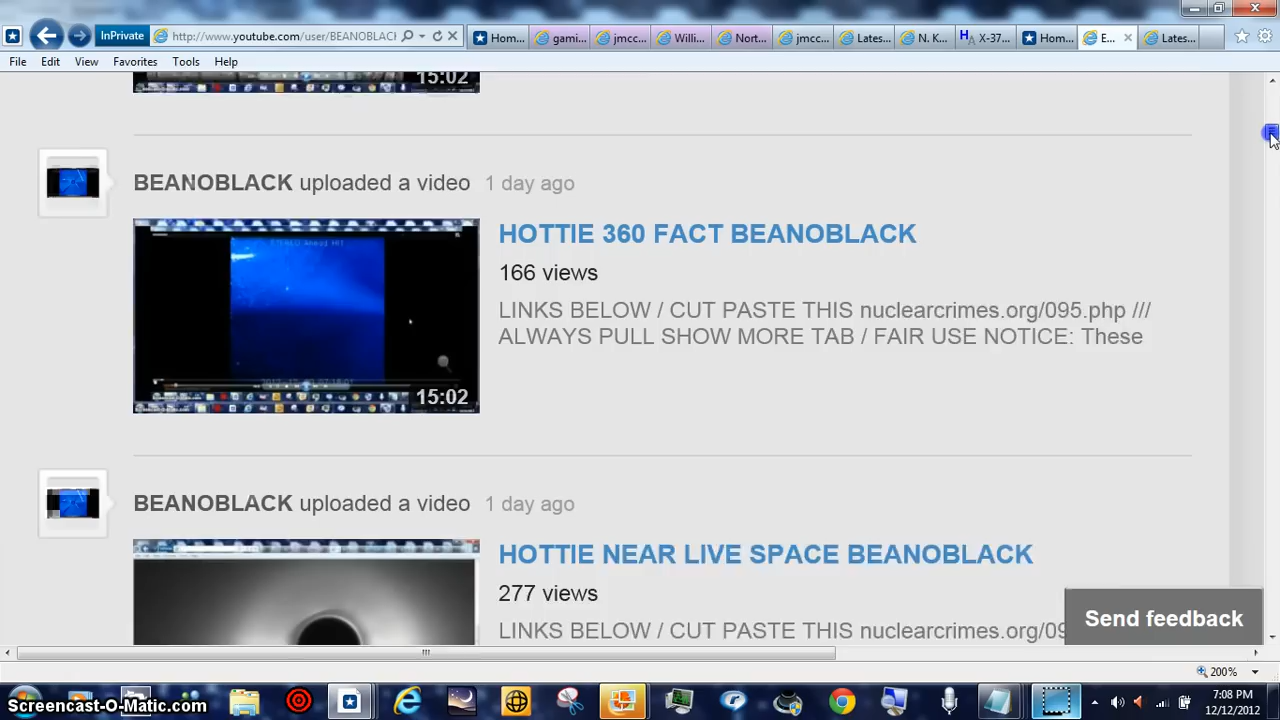 InPrivate
http://www.youtube.com/user/BEANOBLACK
Hom...
gami...
jmcc...
Willi...
Nort...
jmcc...
Lates...
N. K...
X-37...
Hom...
E...
Lates...
File Edit View Favorites Tools Help
15:02
BEANOBLACK uploaded a video 1 day ago
HOTTIE 360 FACT BEANOBLACK
166 views
LINKS BELOW / CUT PASTE THIS nuclearcrimes.org/095.php ///
ALWAYS PULL SHOW MORE TAB / FAIR USE NOTICE: These
15:02
BEANOBLACK uploaded a video 1 day ago
HOTTIE NEAR LIVE SPACE BEANOBLACK
277 views
LINKS BELOW / CUT PASTE THIS nuclearcrimes.org/09
Send feedback
200%
Screencast-O-Matic.com
7:08 PM
12/12/2012